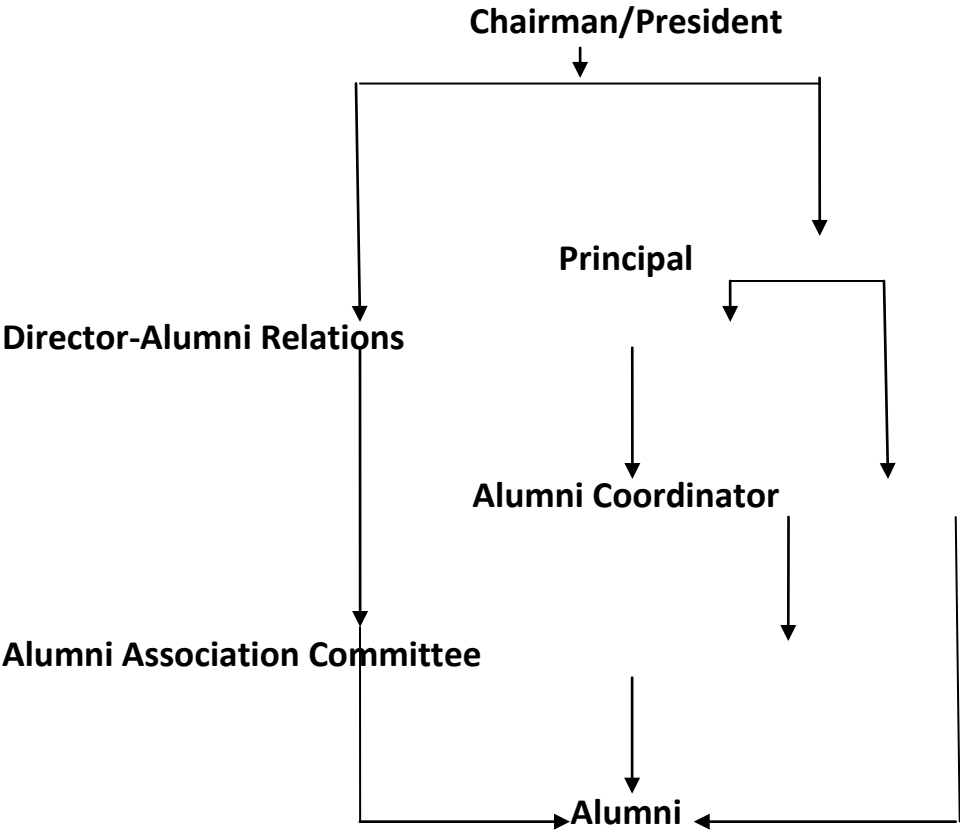 Chairman/President
Principal
Director-Alumni Relations
Alumni Coordinator
Alumni Association Committee
Alumni